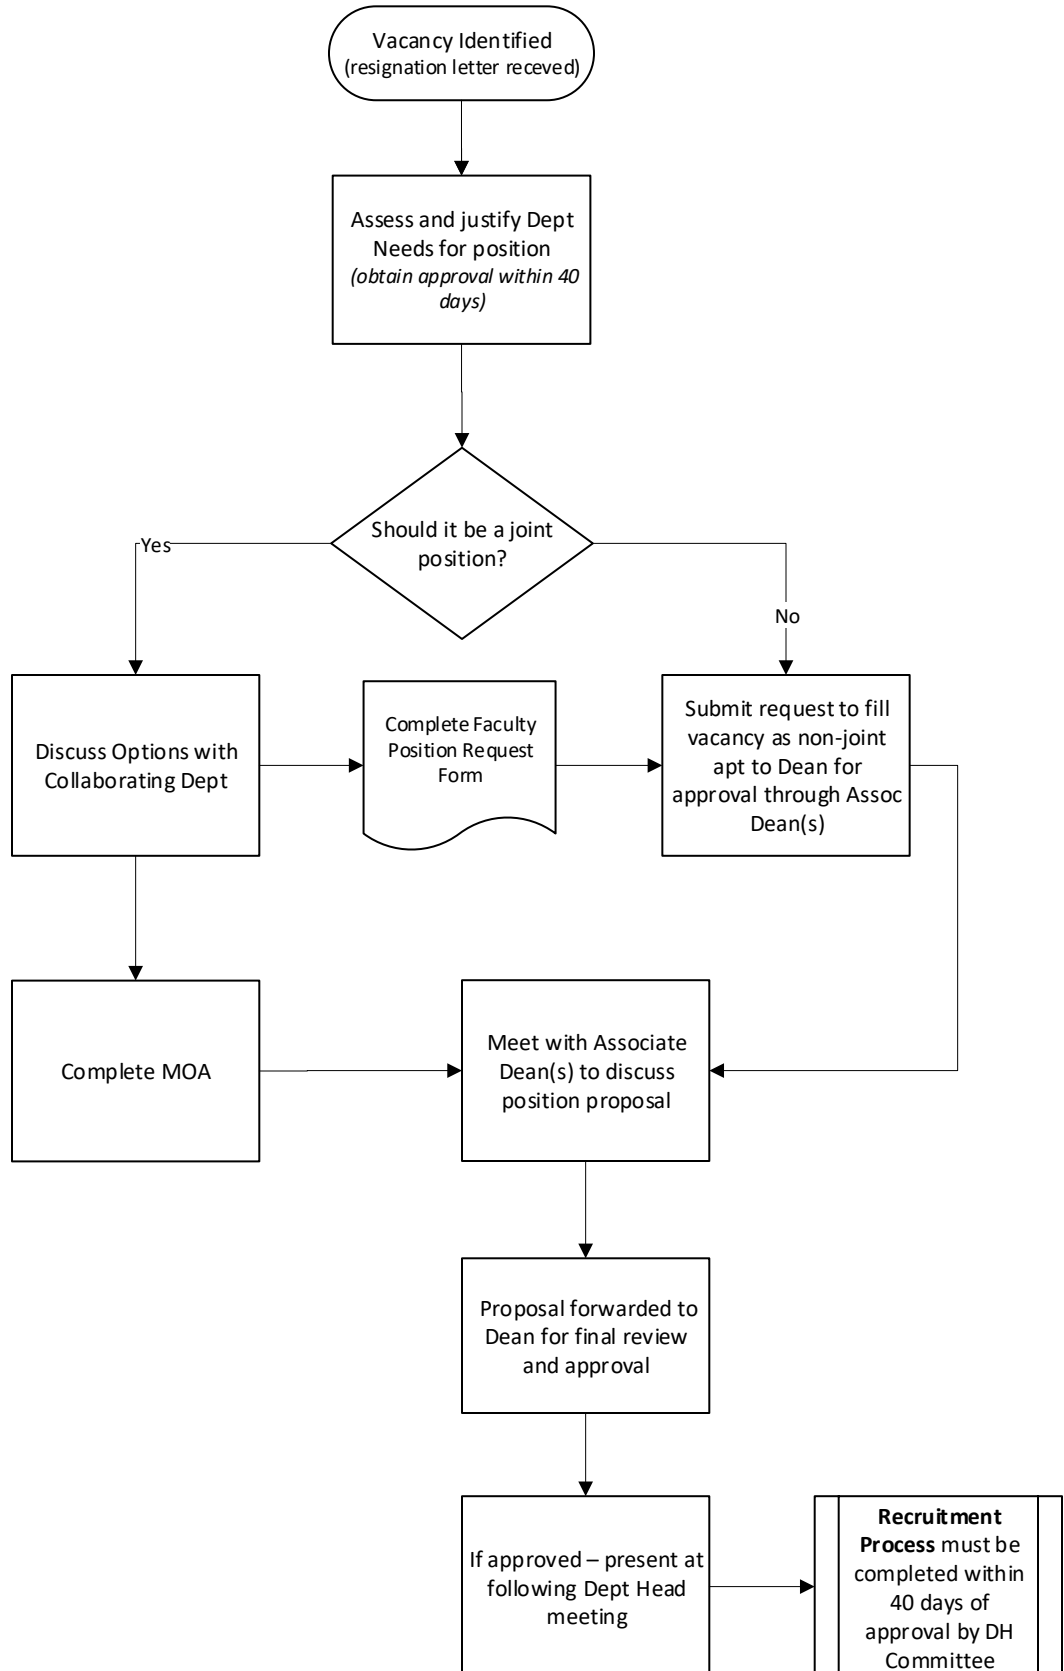 Vacancy Identified
(resignation letter receved)
Assess and justify Dept
Needs for position
(obtain approval within 40
days)
Should it be a joint
position?
Yes
No
Discuss Options with
Collaborating Dept
Complete Faculty
Position Request
Form
Submit request to fill
vacancy as non-joint
apt to Dean for
approval through Assoc
Dean(s)
Complete MOA
Meet with Associate
Dean(s) to discuss
position proposal
Proposal forwarded to
Dean for final review
and approval
If approved – present at
following Dept Head
meeting
Recruitment
Process must be
completed within
40 days of
approval by DH
Committee